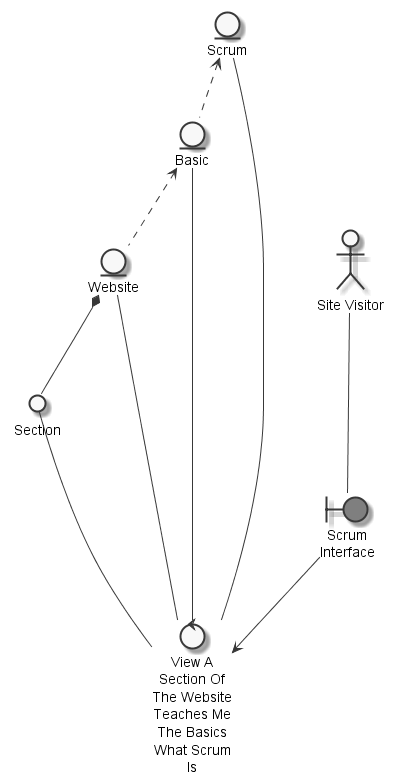 Scrum
Basic
Website
Site Visitor
Section
Scrum
Interface
View A
Section Of
The Website
Teaches Me
The Basics
What Scrum
Is